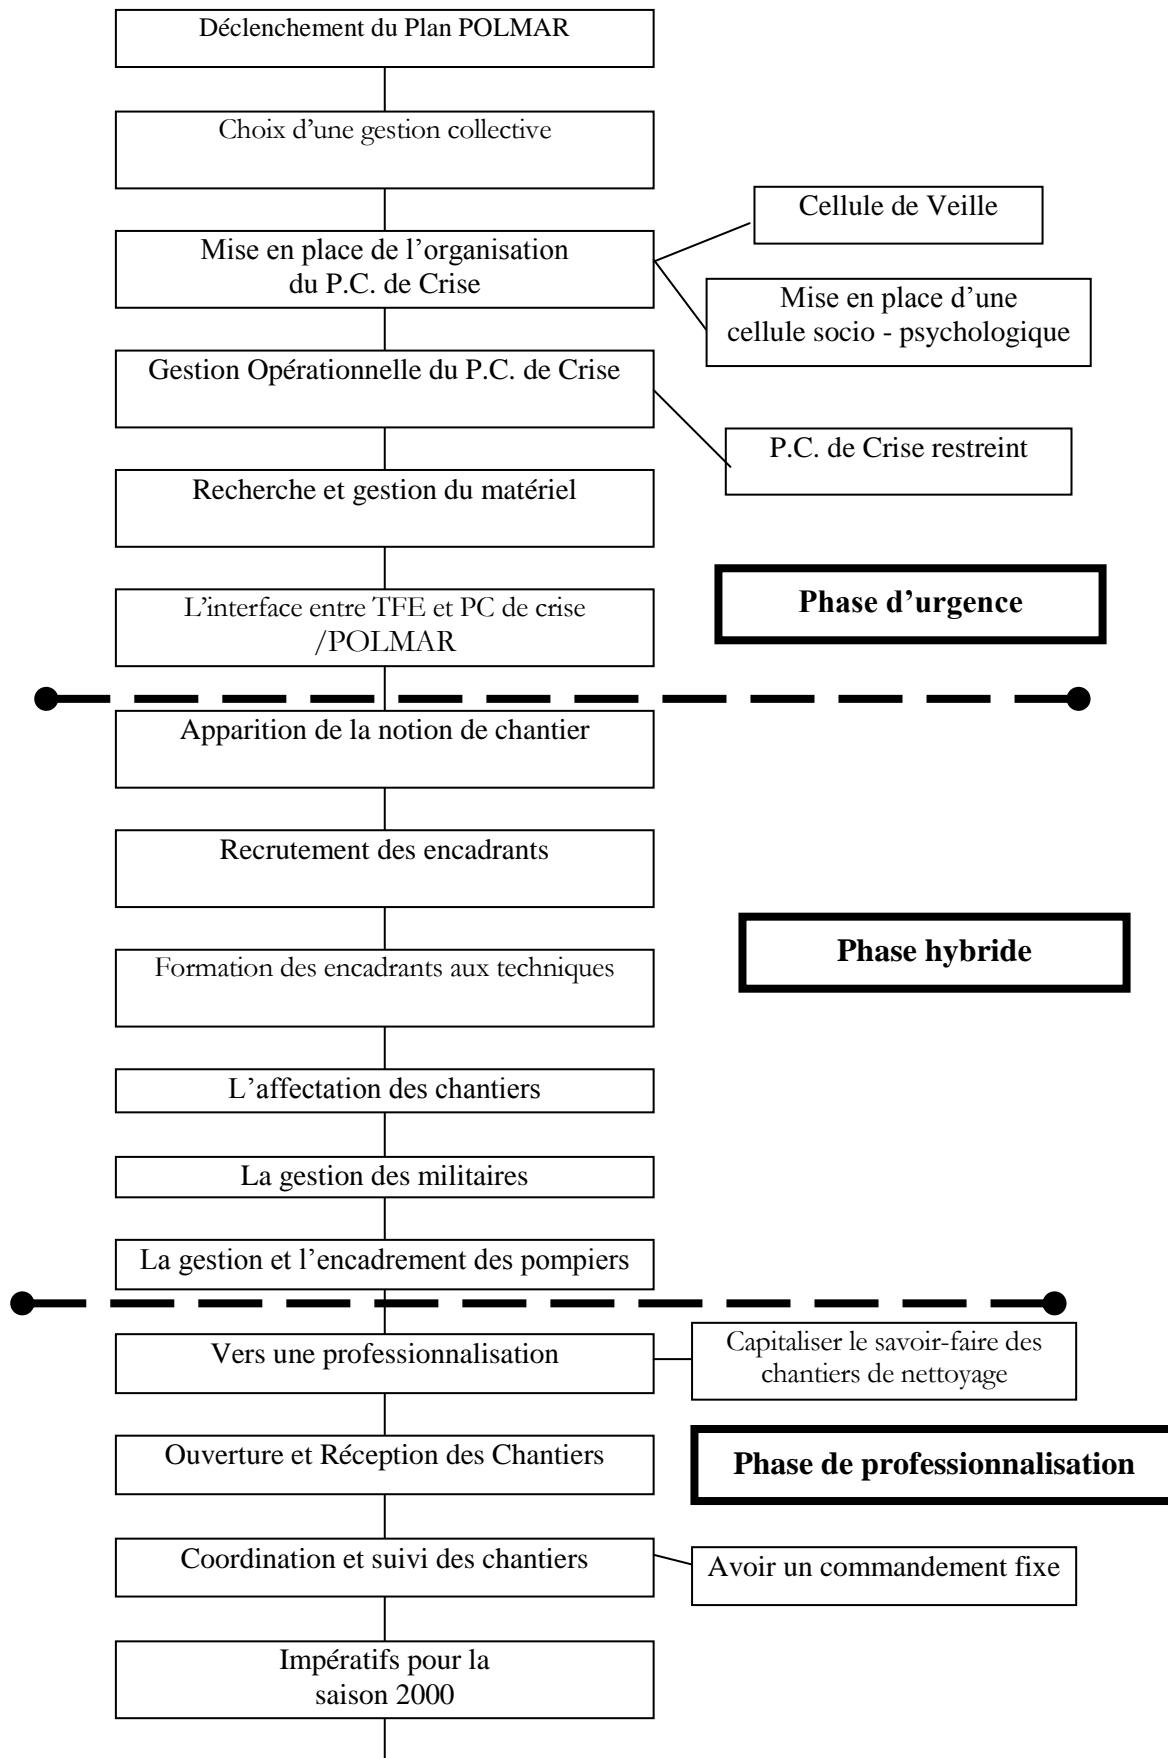 Déclenchement du Plan POLMAR
Choix d'une gestion collective
Cellule de Veille
Mise en place de l'organisation
du P.C. de Crise
Mise en place d'une
cellule socio - psychologique
Gestion Opérationnelle du P.C. de Crise
P.C. de Crise restreint
Recherche et gestion du matériel
L'interface entre TFE et PC de crise
/POLMAR
Phase d'urgence
Apparition de la notion de chantier
Recrutement des encadrants
Phase hybride
Formation des encadrants aux techniques
L'affectation des chantiers
La gestion des militaires
La gestion et l'encadrement des pompiers
Vers une professionnalisation
Capitaliser le savoir-faire des
chantiers de nettoyage
Ouverture et Réception des Chantiers
Phase de professionnalisation
Coordination et suivi des chantiers
Avoir un commandement fixe
Impératifs pour la
saison 2000